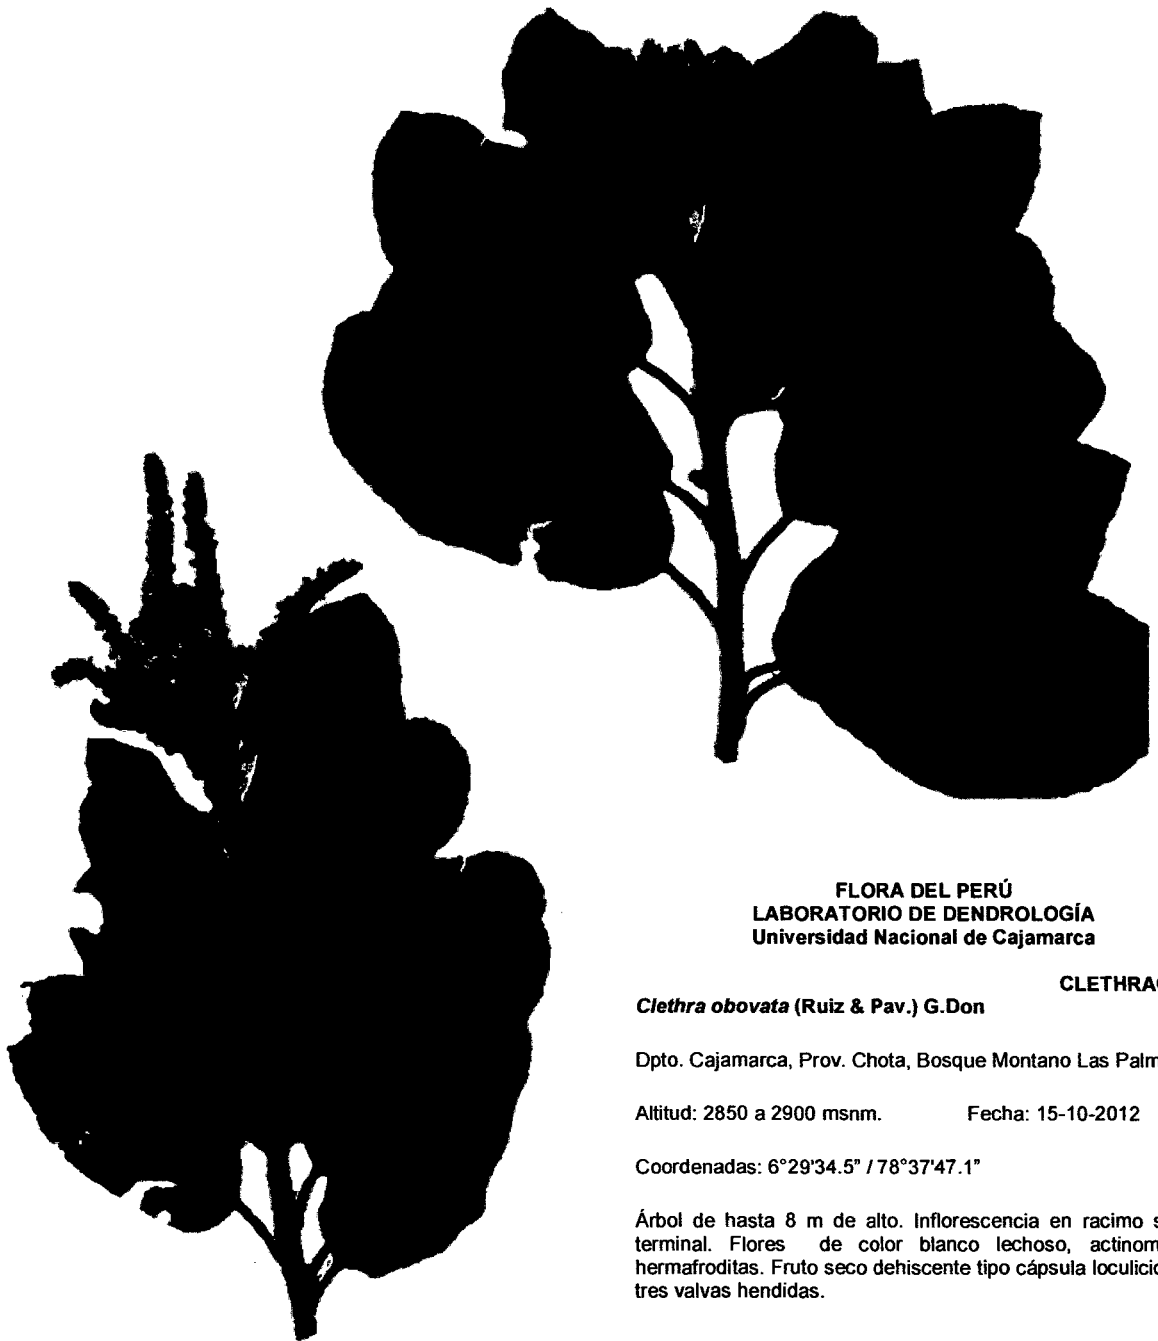 FLORA DEL PERÚ
LABORATORIO DE DENDROLOGÍA
Universidad Nacional de Cajamarca
Clethra obovata (Ruiz & Pav.) G.Don
Dpto. Cajamarca, Prov. Chota, Bosque Montano Las
Altitud: 2850 a 2900 msnm. Fecha: 15-10-2012
Coordenadas: 6°29'34.5” / 78°37'47.1”
Árbol de hasta 8 m de alto. Inflorescencia en racimo
terminal. Flores de color blanco lechoso,
hermafroditas. Fruto seco dehiscente tipo cápsula
tres valvas hendidas.